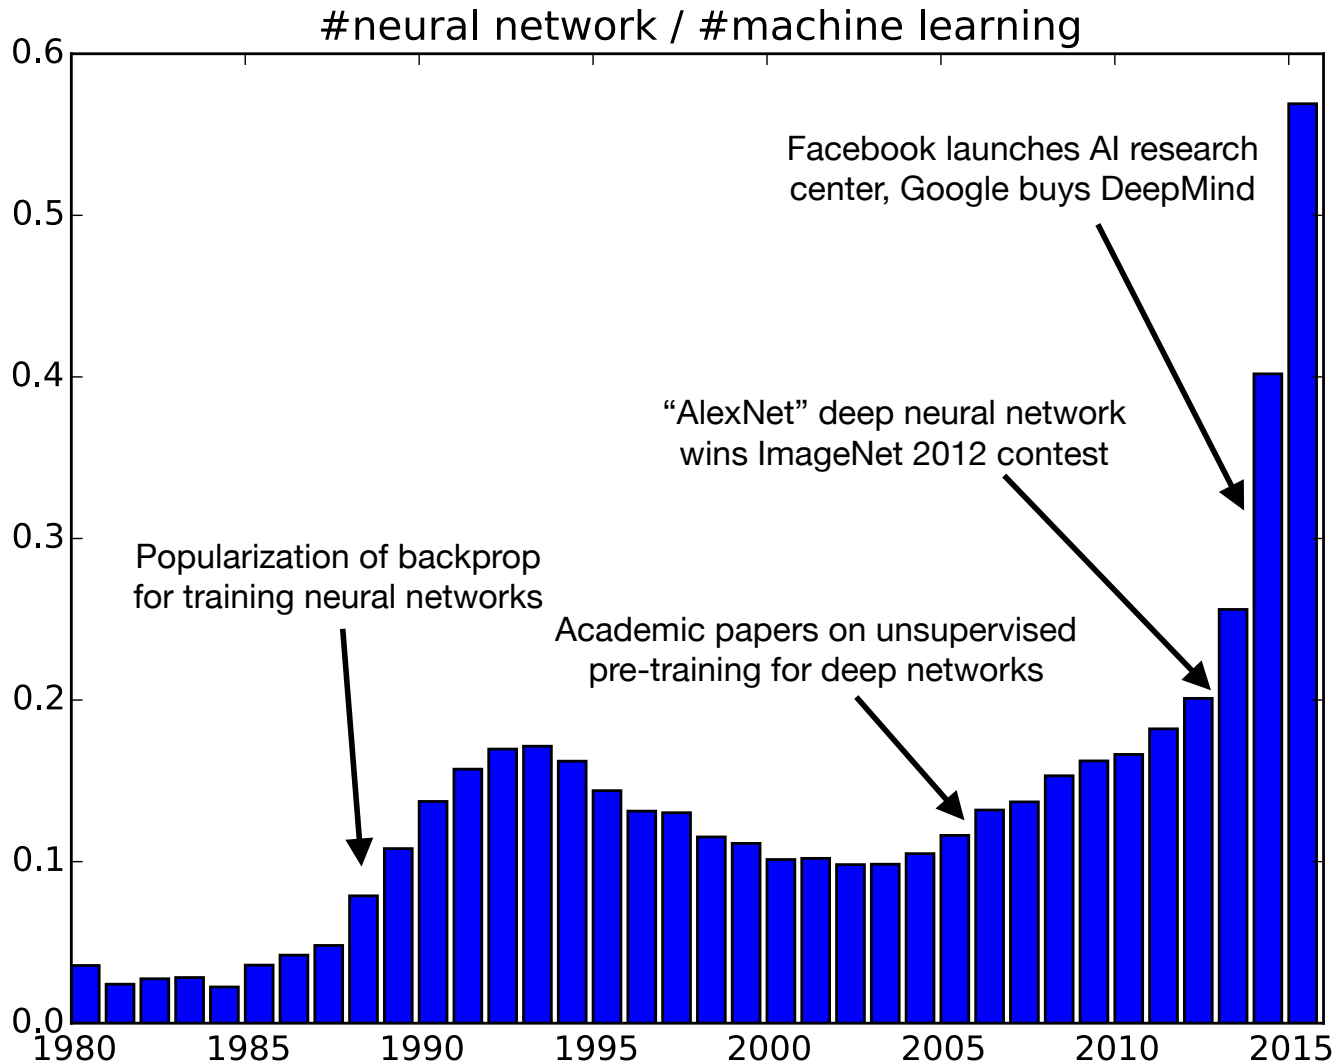 #neural network / #machine learning
0.6
Facebook launches AI research
center, Google buys DeepMind
0.5
0.4
“AlexNet” deep neural network
wins ImageNet 2012 contest
0.3
Popularization of backprop
for training neural networks
Academic papers on unsupervised
pre-training for deep networks
0.2
0.1
0.0
1980 1985 1990 1995 2000 2005 2010 2015